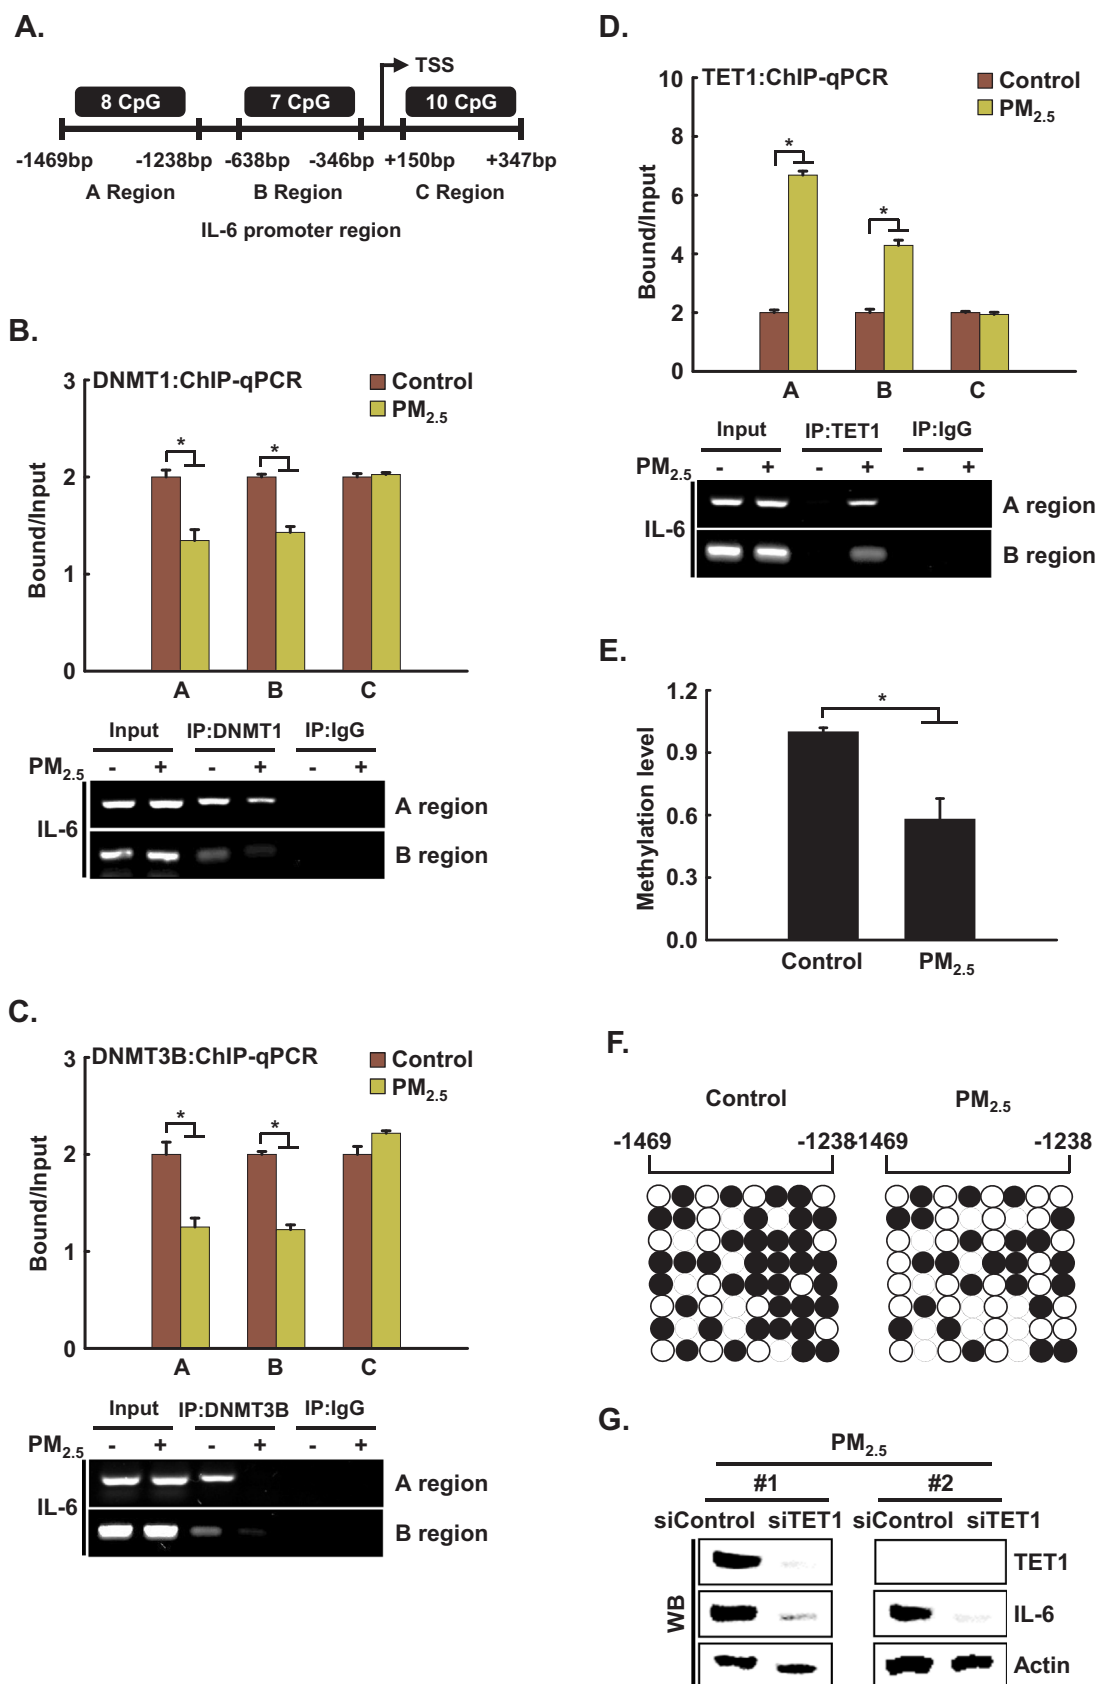 A.
TSS
8 CpG 7 CpG 10 CpG
-1469bp -1238bp -638bp -346bp +150bp +347bp
A Region B Region C Region
IL-6 promoter region
B.
DNMT1:ChIP-qPCR
Control
PM2.5
Bound/Input
3
2
1
0
* *
A B C
Input IP:DNMT1 IP:IgG
PM2.5 - + - + - +
IL-6
A region
B region
C.
DNMT3B:ChIP-qPCR
Control
PM2.5
Bound/Input
3
2
1
0
* *
A B C
Input IP:DNMT3B IP:IgG
PM2.5 - + - + - +
IL-6
A region
B region
D.
TET1:ChIP-qPCR
Control
PM2.5
Bound/Input
10
8
6
4
2
0
* *
A B C
Input IP:TET1 IP:IgG
PM2.5 - + - + - +
IL-6
A region
B region
E.
Methylation level
1.2
0.9
0.6
0.3
0.0
*
Control PM2.5
F.
Control PM2.5
-1469 -1238 -1469 -1238
G.
PM2.5
#1 #2
siControl siTET1 siControl siTET1
WB
TET1
IL-6
Actin